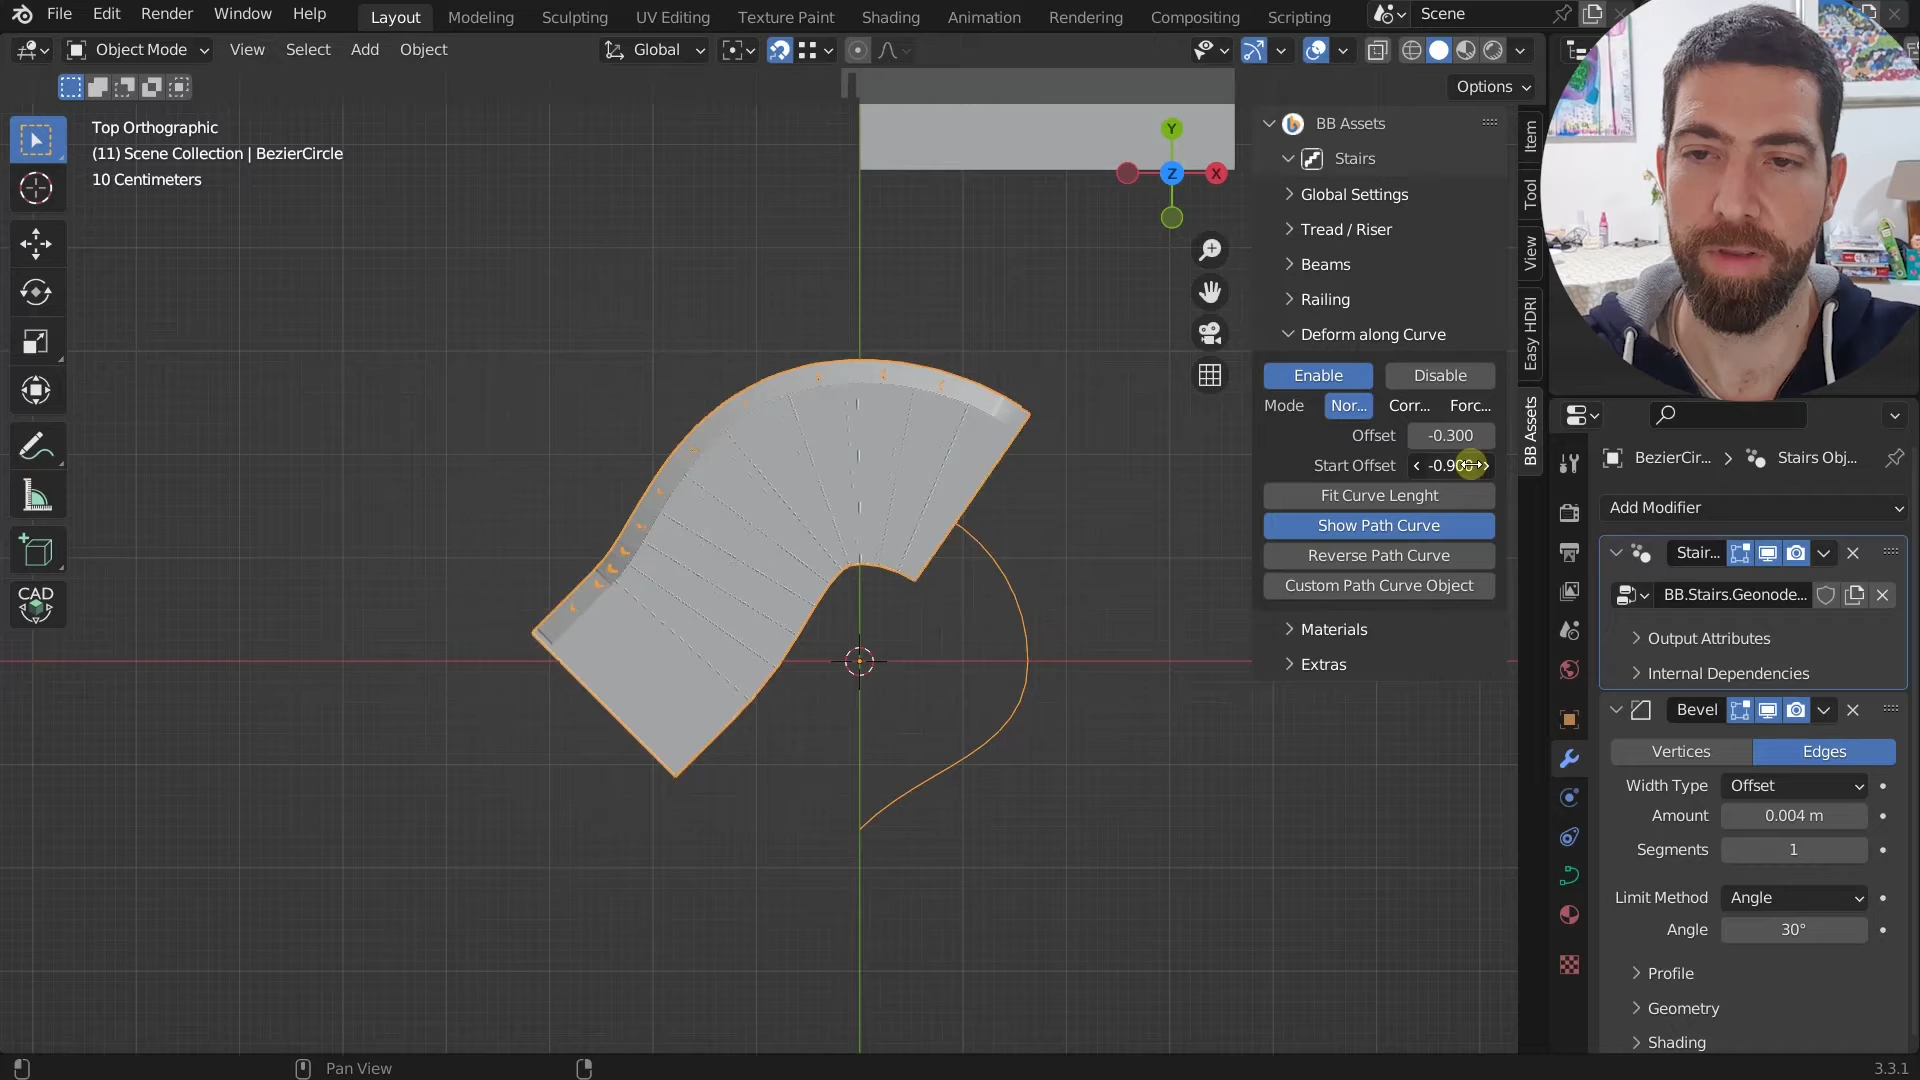 File Edit Render Window Help
Layout Modeling Sculpting UV Editing Texture Paint Shading Animation Rendering Compositing Scripting
Scene
Object Mode View Select Add Object
Global
Options
Top Orthographic
(11) Scene Collection | BezierCircle
10 Centimeters
CAD
Y
Z
X
BB Assets
Stairs
Global Settings
Tread / Riser
Beams
Railing
Deform along Curve
Enable Disable
Mode Nor... Corr... Forc...
Offset -0.300
Start Offset
Fit Curve Lenght
Show Path Curve
Reverse Path Curve
Custom Path Curve Object
Materials
Extras
Item
Tool
View
Easy HDRI
BB Assets
BezierCir... Stairs Obj...
Add Modifier
Stair...
BB.Stairs.Geonode...
Output Attributes
Internal Dependencies
Bevel
Vertices Edges
Width Type Offset
Amount 0.004 m
Segments 1
Limit Method Angle
Angle 30°
Profile
Geometry
Shading
Pan View
3.3.1